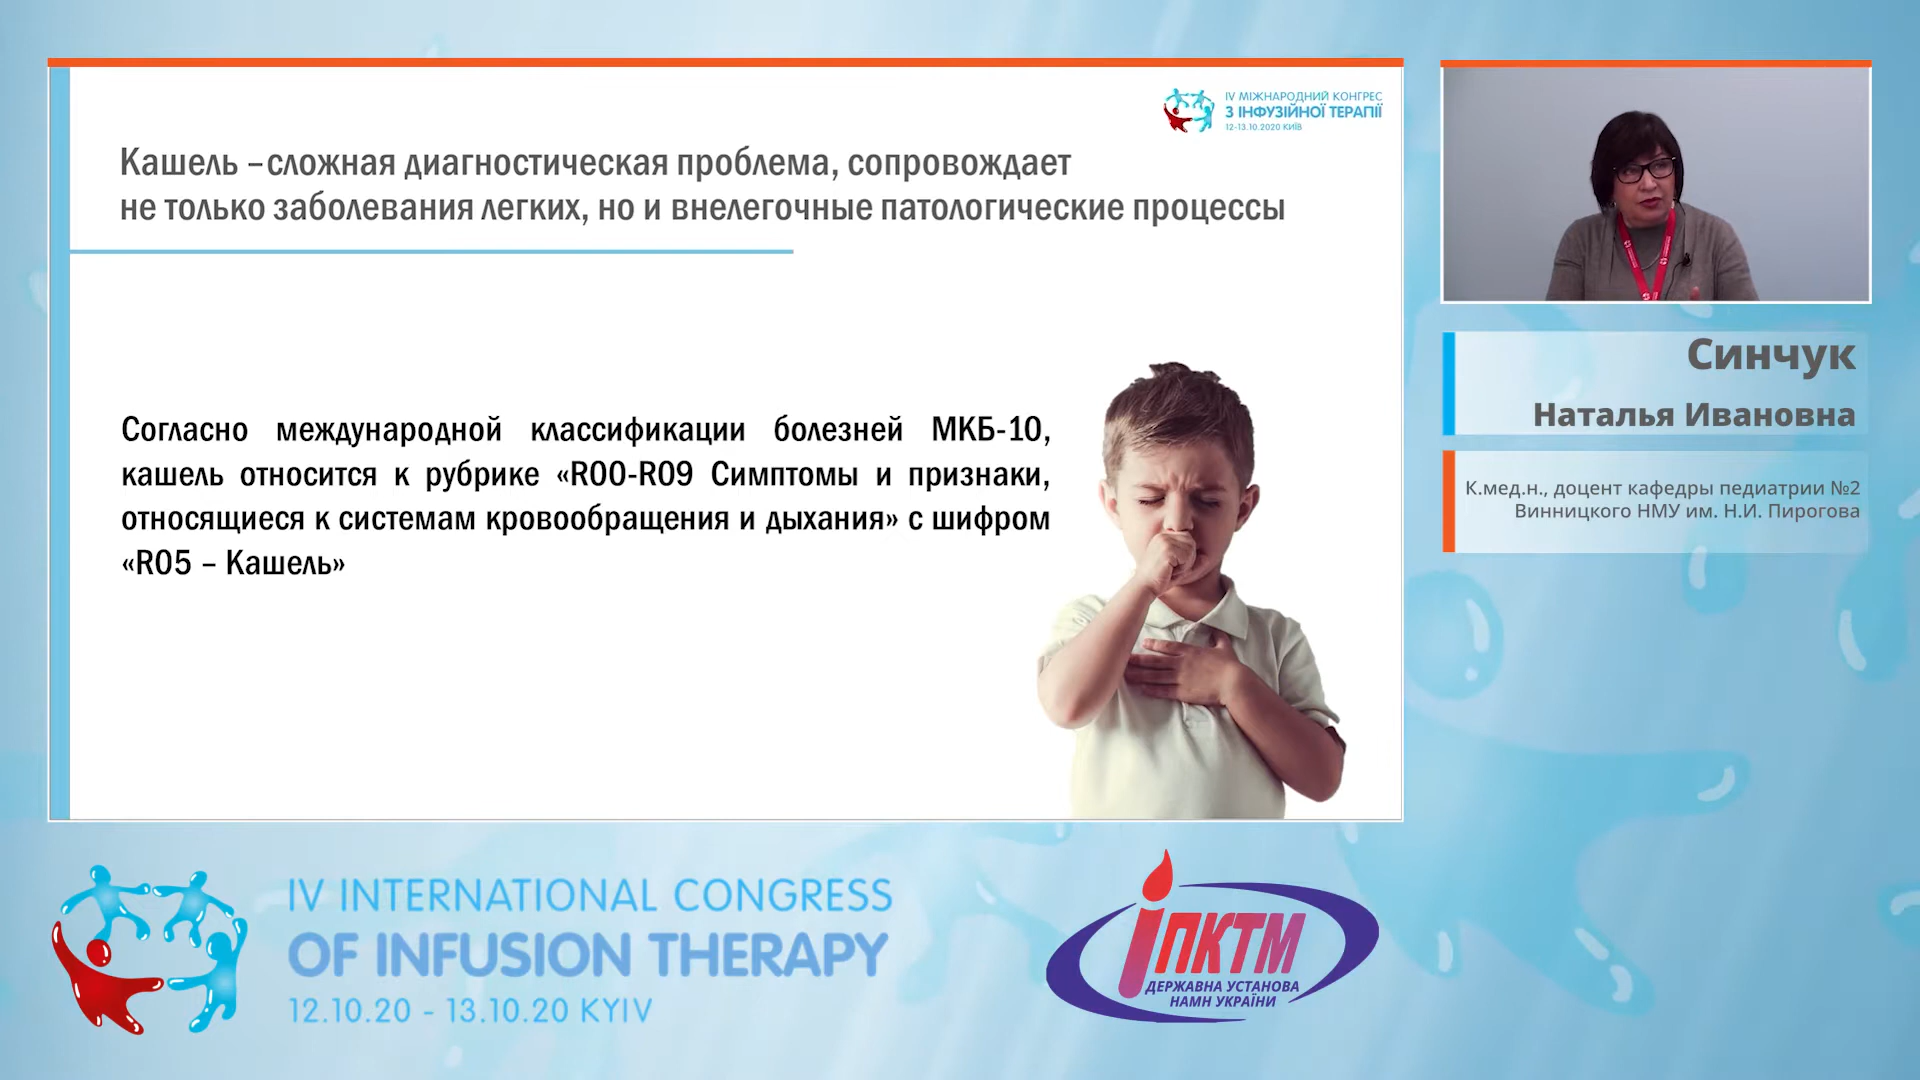 IV МІЖНАРОДНИЙ КОНГРЕС
З ІНФУЗІЙНОЇ ТЕРАПІЇ
12-13.10.2020 КИЇВ
Кашель –сложная диагностическая проблема, сопровождает
не только заболевания легких, но и внелегочные патологические процессы
Согласно международной классификации болезней МКБ-10,
кашель относится к рубрике «R00-R09 Симптомы и признаки,
относящиеся к системам кровообращения и дыхания» с шифром
«R05 – Кашель»
Синчук
Наталья Ивановна
К.мед.н., доцент кафедры педиатрии №2
Винницкого НМУ им. Н.И. Пирогова
IV INTERNATIONAL CONGRESS
OF INFUSION THERAPY
12.10.20 - 13.10.20 KYIV
іПКТМ
ДЕРЖАВНА УСТАНОВА
НАМН УКРАЇНИ